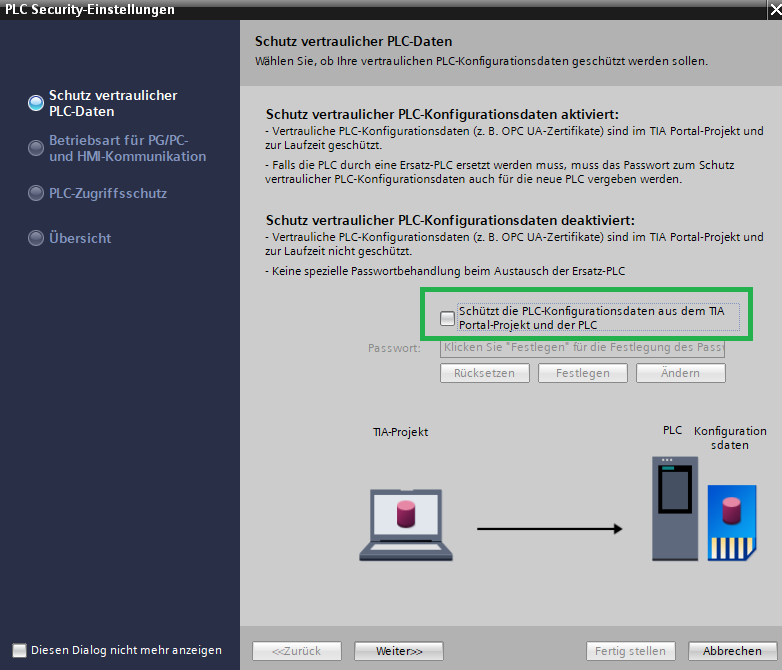 PLC Security-Einstellungen
Schutz vertraulicher
PLC-Daten
Betriebsart für PG/PC-
und HMI-Kommunikation
PLC-Zugriffsschutz
Übersicht
Schutz vertraulicher PLC-Daten
Wählen Sie, ob Ihre vertraulichen PLC-Konfigurationsdaten geschützt werden sollen.
Schutz vertraulicher PLC-Konfigurationsdaten aktiviert:
- Vertrauliche PLC-Konfigurationsdaten (z. B. OPC UA-Zertifikate) sind im TIA Portal-Projekt und
zur Laufzeit geschützt.
- Falls die PLC durch eine Ersatz-PLC ersetzt werden muss, muss das Passwort zum Schutz
vertraulicher PLC-Konfigurationsdaten auch für die neue PLC vergeben werden.
Schutz vertraulicher PLC-Konfigurationsdaten deaktiviert:
- Vertrauliche PLC-Konfigurationsdaten (z. B. OPC UA-Zertifikate) sind im TIA Portal-Projekt und
zur Laufzeit nicht geschützt.
- Keine spezielle Passwortbehandlung beim Austausch der Ersatz-PLC
Schützt die PLC-Konfigurationsdaten aus dem TIA
Portal-Projekt und der PLC
Passwort: Klicken Sie "Festlegen" für die Festlegung des Passv
Rücksetzen Festlegen Ändern
TIA-Projekt
PLC Konfiguration
sdaten
Diesen Dialog nicht mehr anzeigen
<<Zurück Weiter>> Fertig stellen Abbrechen